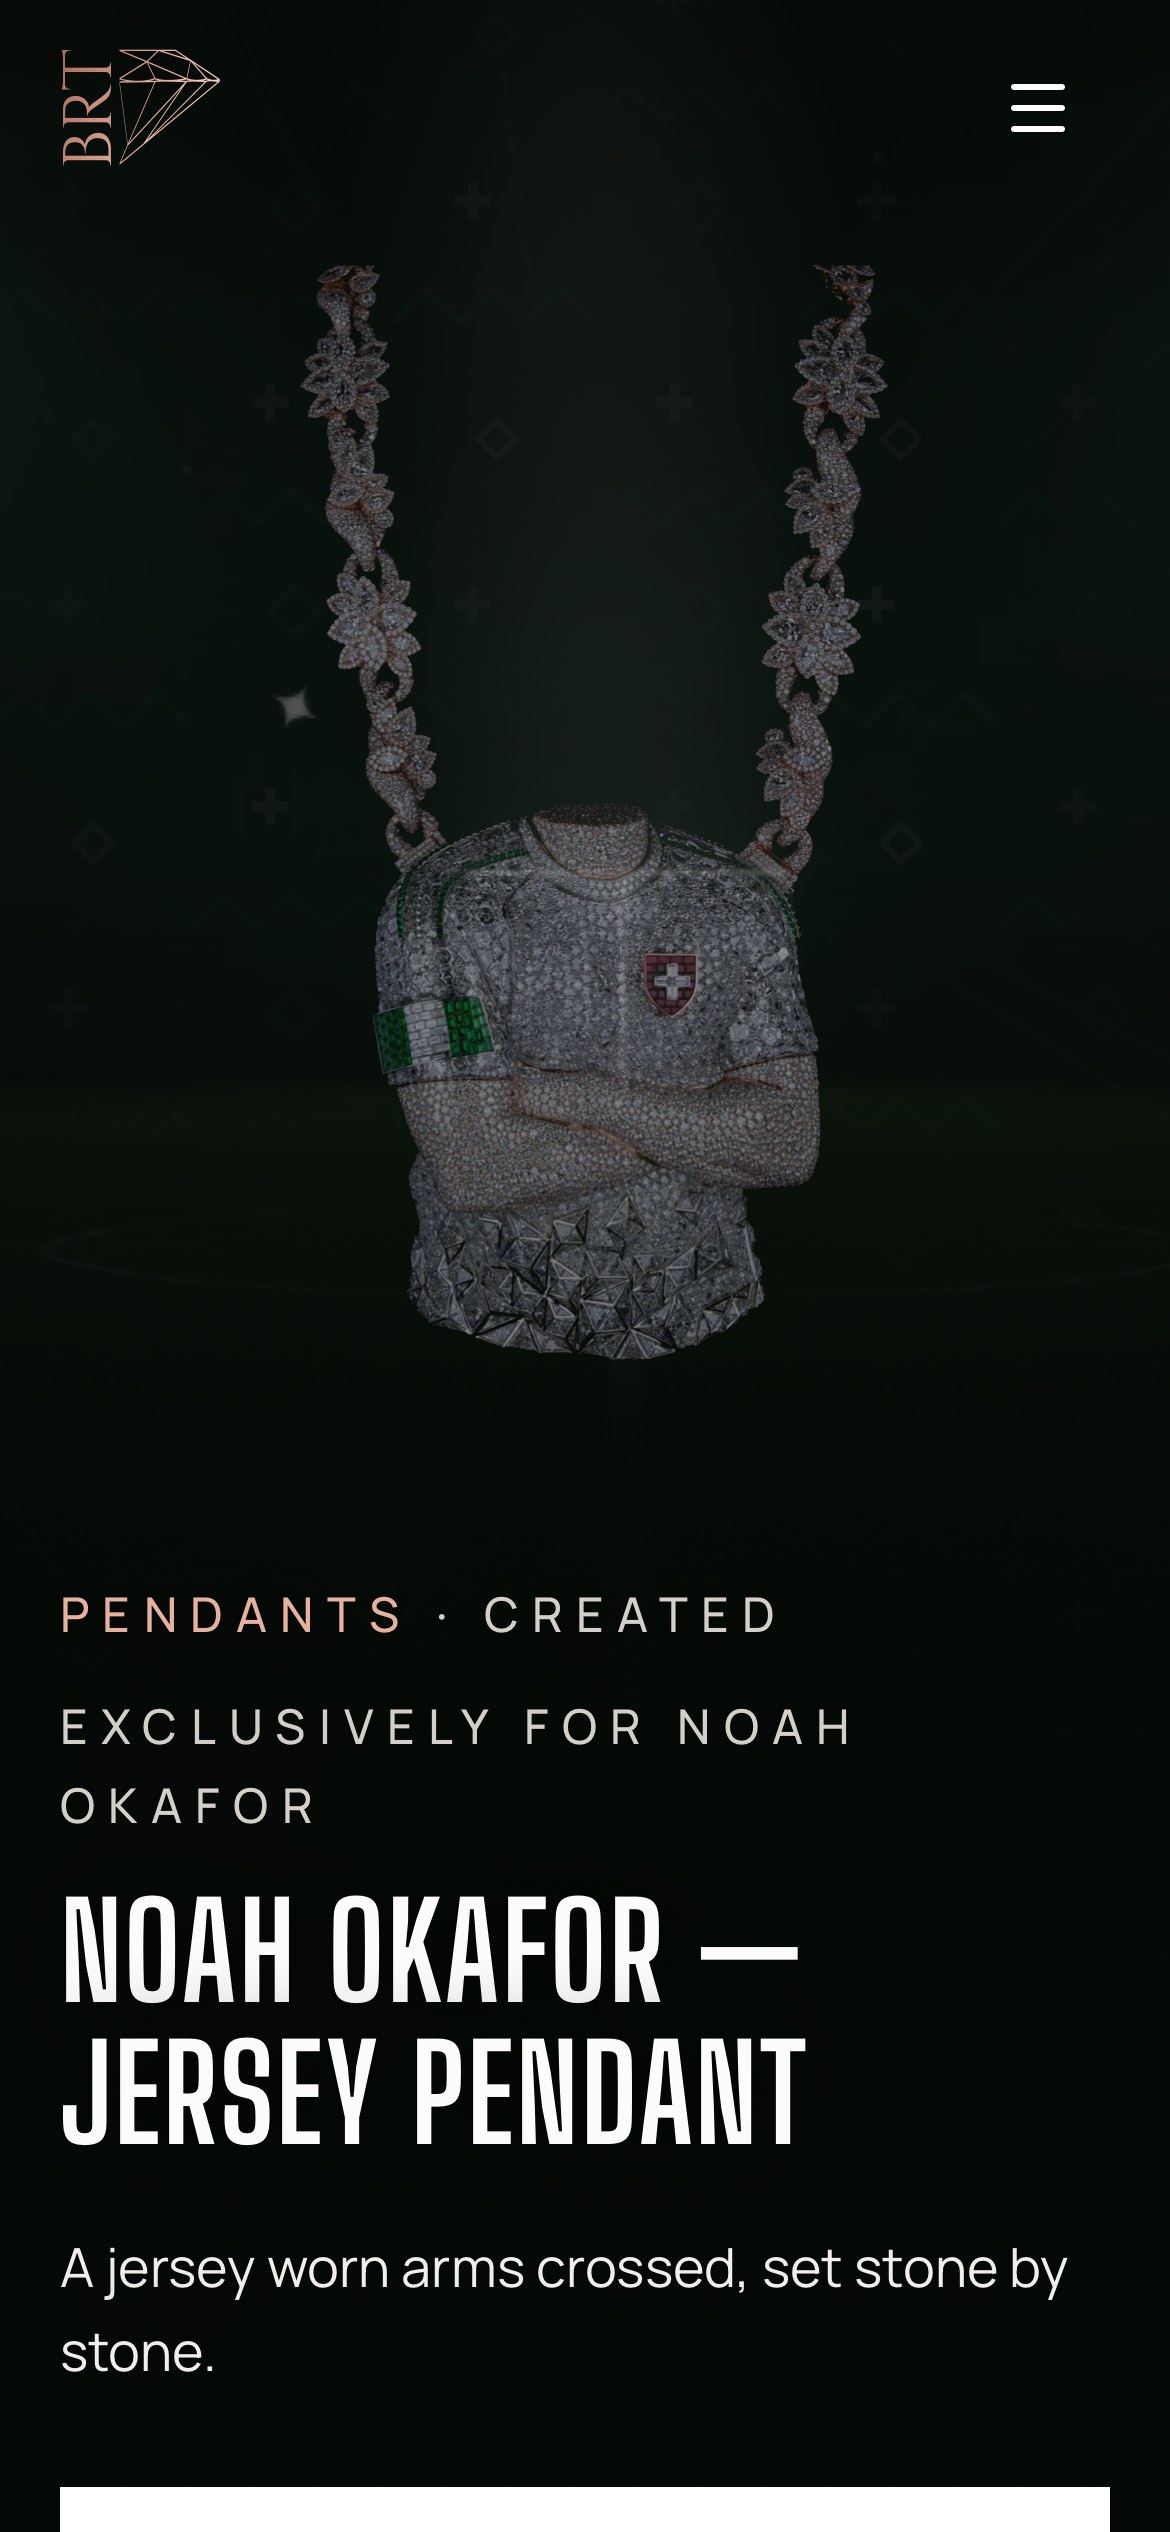 BRT
PENDANTS · CREATED
EXCLUSIVELY FOR NOAH
OKAFOR
NOAH OKAFOR —
JERSEY PENDANT
A jersey worn arms crossed, set stone by
stone.